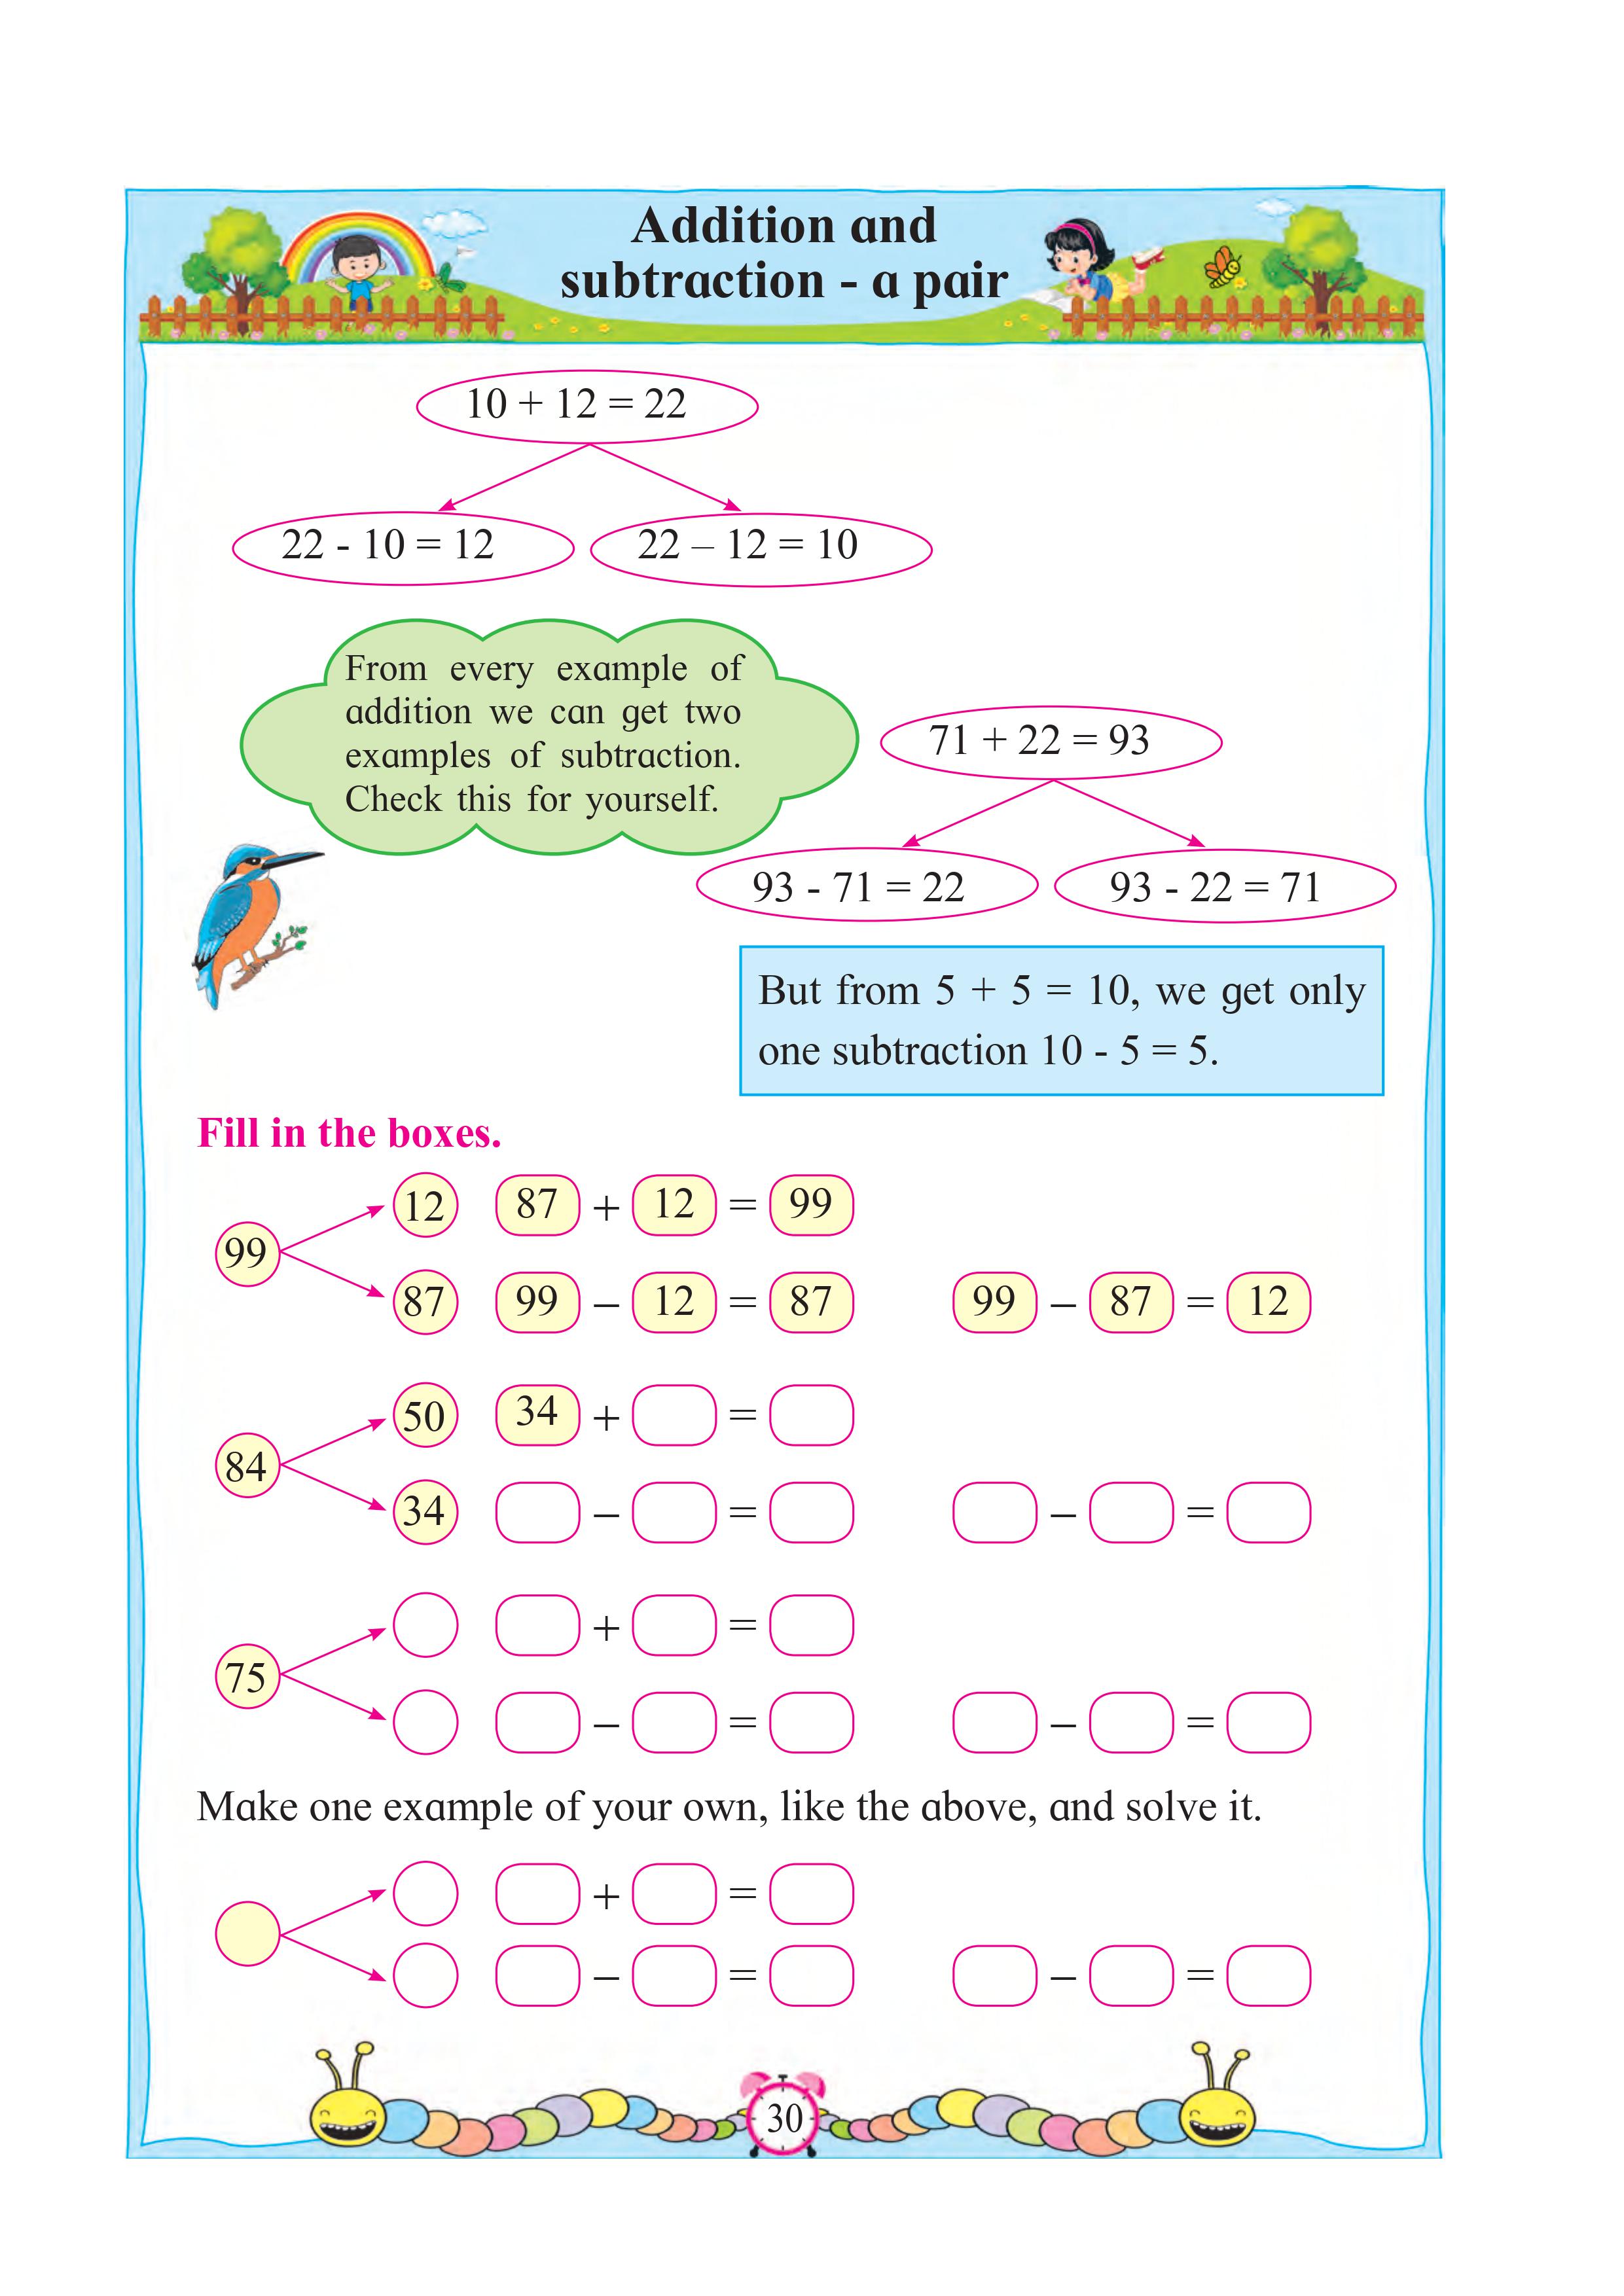 Addition and
subtraction - a pair
10 + 12 = 22
22 - 10 = 12
22 – 12 = 10
From every example of
addition we can get two
examples of subtraction.
Check this for yourself.
71 + 22 = 93
93 - 71 = 22
93 - 22 = 71
But from 5 + 5 = 10, we get only
one subtraction 10 - 5 = 5.
Fill in the boxes.
99
12 87 + 12 = 99
87 99 – 12 = 87 99 – 87 = 12
84
50 34 + =
34 – = – =
75
+ =
– = – =
Make one example of your own, like the above, and solve it.
+ =
– = – =
30